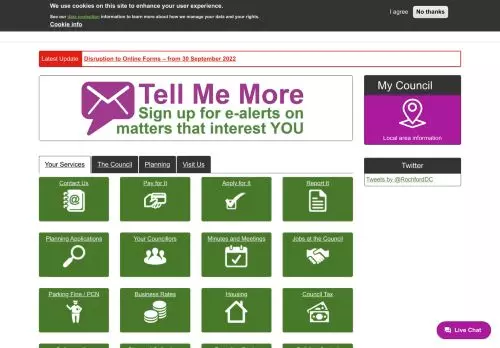 We use cookies on this site to enhance your user experience.
See our data protection information to learn more about how we manage your data and your rights.
Cookie info
I agree
No thanks
Latest Update
Disruption to Online Forms – from 30 September 2022
Tell Me More
Sign up for e-alerts on
matters that interest YOU
My Council
Local area information
Twitter
Tweets by @RochfordDC
Your Services
The Council
Planning
Visit Us
Contact Us
Pay for It
Apply for It
Report It
Planning Applications
Your Councillors
Minutes and Meetings
Jobs at the Council
Parking Fine / PCN
Business Rates
Housing
Council Tax
Live Chat